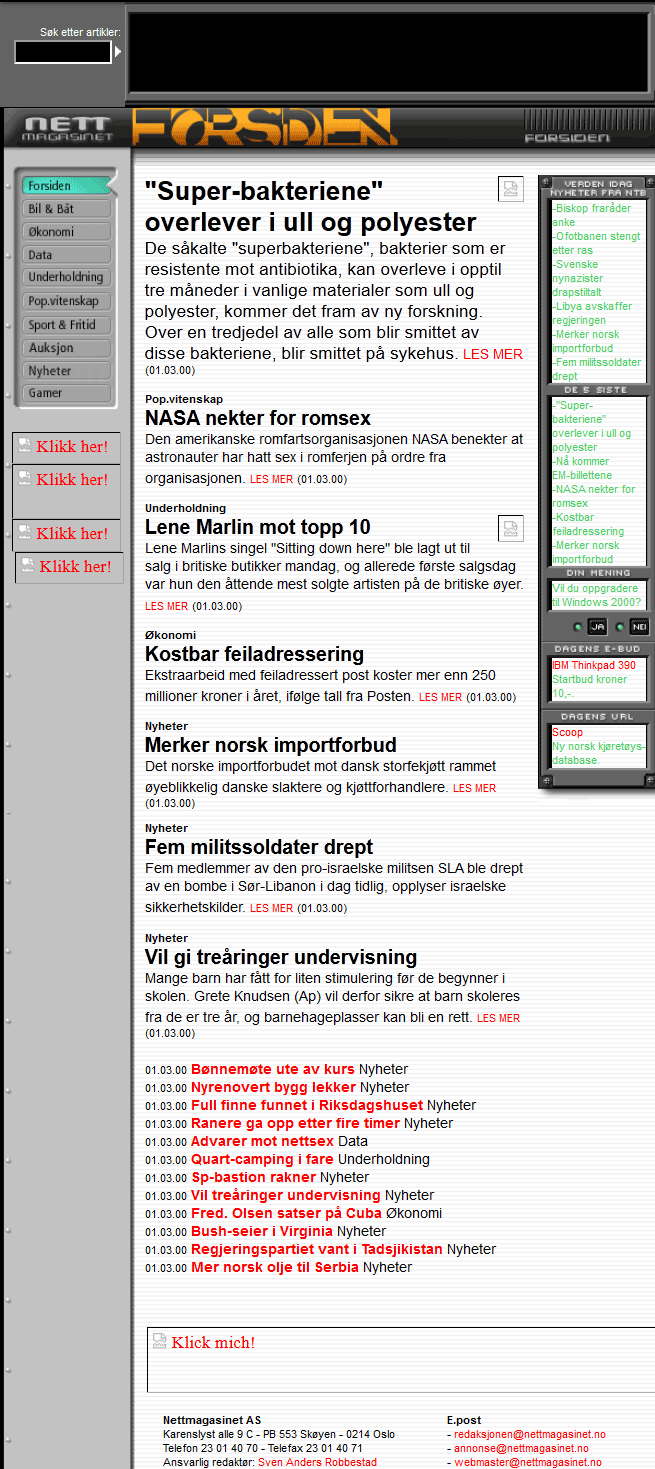 Søk etter artikler:
NETT
MAGASINET
FORSIDEN
FORSIDEN
Forsiden
Bil & Båt
Økonomi
Data
Underholdning
Pop.vitenskap
Sport & Fritid
Auksjon
Nyheter
Gamer
Klikk her!
Klikk her!
Klikk her!
Klikk her!
"Super-bakteriene"
overlever i ull og polyester
De såkalte "superbakteriene", bakterier som er
resistente mot antibiotika, kan overleve i opptil
tre måneder i vanlige materialer som ull og
polyester, kommer det fram av ny forskning.
Over en tredjedel av alle som blir smittet av
disse bakteriene, blir smittet på sykehus. LES MER
(01.03.00)
Pop.vitenskap
NASA nekter for romsex
Den amerikanske romfartsorganisasjonen NASA benekter at
astronauter har hatt sex i romferjen på ordre fra
organisasjonen. LES MER (01.03.00)
Underholdning
Lene Marlin mot topp 10
Lene Marlins singel "Sitting down here" ble lagt ut til
salg i britiske butikker mandag, og allerede første salgsdag
var hun den åttende mest solgte artisten på de britiske øyer.
LES MER (01.03.00)
Økonomi
Kostbar feiladressering
Ekstraarbeid med feiladressert post koster mer enn 250
millioner kroner i året, ifølge tall fra Posten. LES MER (01.03.00)
Nyheter
Merker norsk importforbud
Det norske importforbudet mot dansk storfekjøtt rammet
øyeblikkelig danske slaktere og kjøttforhandlere. LES MER
(01.03.00)
Nyheter
Fem militssoldater drept
Fem medlemmer av den pro-israelske militsen SLA ble drept
av en bombe i Sør-Libanon i dag tidlig, opplyser israelske
sikkerhetskilder. LES MER (01.03.00)
Nyheter
Vil gi treåringer undervisning
Mange barn har fått for liten stimulering før de begynner i
skolen. Grete Knudsen (Ap) vil derfor sikre at barn skoleres
fra de er tre år, og barnehageplasser kan bli en rett. LES MER
(01.03.00)
01.03.00 Bønnemøte ute av kurs Nyheter
01.03.00 Nyrenovert bygg lekker Nyheter
01.03.00 Full finne funnet i Riksdagshuset Nyheter
01.03.00 Ranere ga opp etter fire timer Nyheter
01.03.00 Advarer mot nettsex Data
01.03.00 Quart-camping i fare Underholdning
01.03.00 Sp-bastion rakner Nyheter
01.03.00 Vil treåringer undervisning Nyheter
01.03.00 Fred. Olsen satser på Cuba Økonomi
01.03.00 Bush-seier i Virginia Nyheter
01.03.00 Regjeringspartiet vant i Tadsjikistan Nyheter
01.03.00 Mer norsk olje til Serbia Nyheter
VERDEN IDAG
NYHETER FRA NTB
-Biskop fraråder
anke
-Ofotbanen stengt
etter ras
-Svenske
nynazister
drapstiltalt
-Libya avskaffer
regjeringen
-Merker norsk
importforbud
-Fem militssoldater
drept
DE 5 SISTE
-"Super-
bakteriene"
overlever i ull og
polyester
-Nå kommer
EM-billettene
-NASA nekter for
romsex
-Kostbar
feiladressering
-Merker norsk
importforbud
DIN MENING
Vil du oppgradere
til Windows 2000?
JA NEI
DAGENS E-BUD
IBM Thinkpad 390
Startbud kroner
10,-.
DAGENS URL
Scoop
Ny norsk kjøretøys-
database.
Klick mich!
Nettmagasinet AS
Karenslyst alle 9 C - PB 553 Skøyen - 0214 Oslo
Telefon 23 01 40 70 - Telefax 23 01 40 71
Ansvarlig redaktør: Sven Anders Robbestad
E.post
- redaksjonen@nettmagasinet.no
- annonse@nettmagasinet.no
- webmaster@nettmagasinet.no